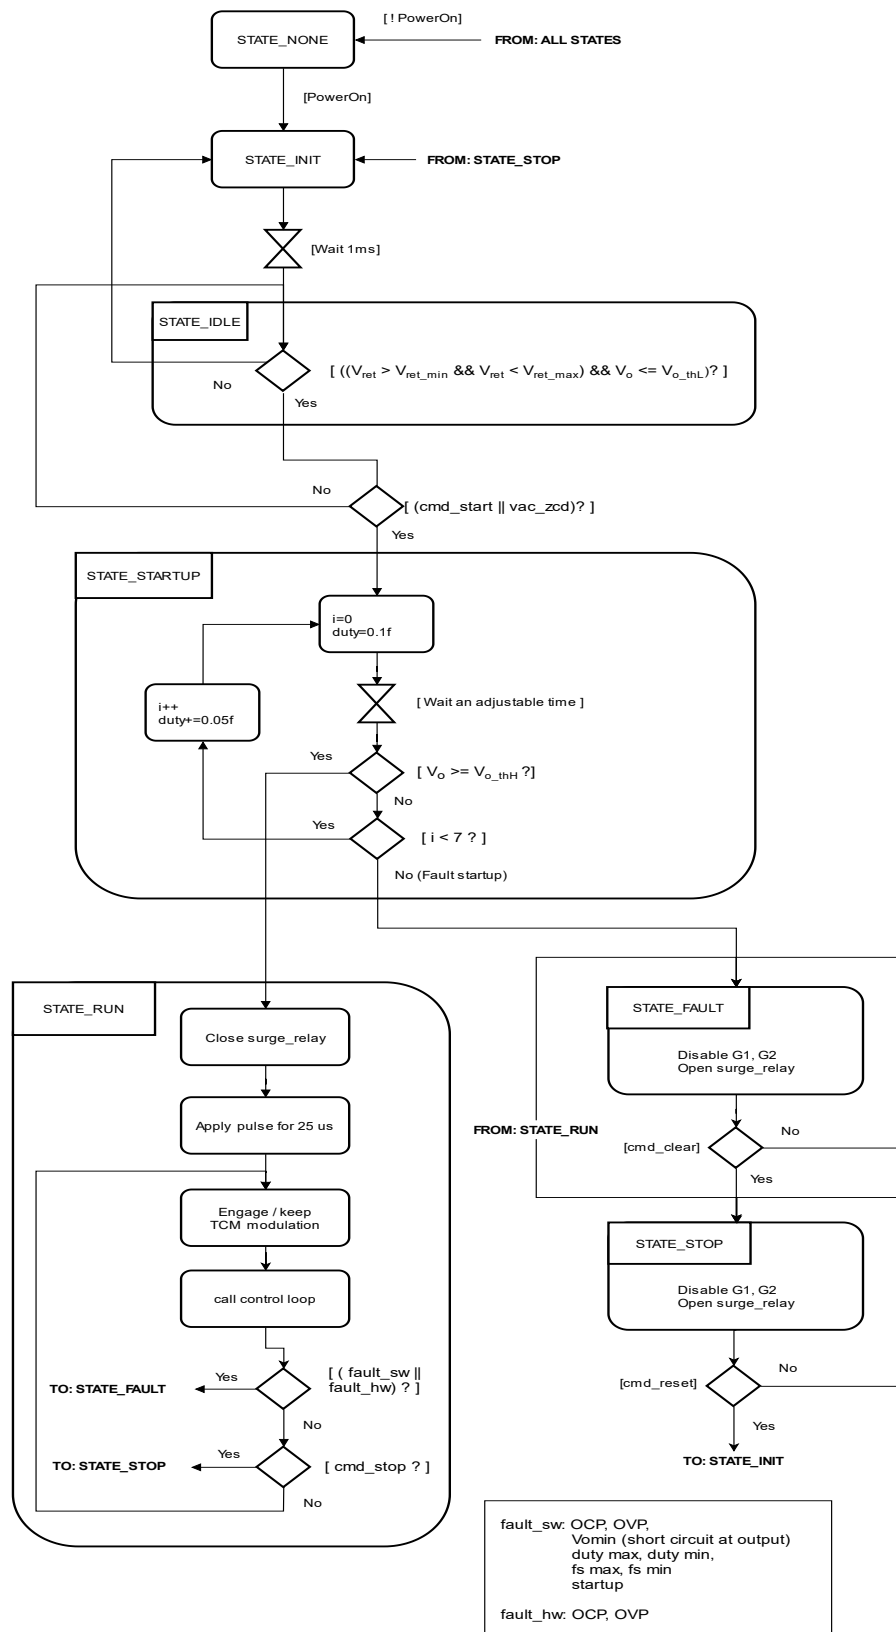 [ ! PowerOn]
STATE_NONE
FROM: ALL STATES
[PowerOn]
STATE_INIT
FROM: STATE_STOP
[Wait 1ms]
STATE_IDLE
[ ((Vret > Vret_min && Vret < Vret_max) && Vo <= Vo_thL)? ]
No
Yes
No
[ (cmd_start || vac_zcd)? ]
Yes
STATE_STARTUP
i=0
duty=0.1f
i++
duty+=0.05f
[ Wait an adjustable time ]
Yes
[ Vo >= Vo_thH ?]
No
Yes
[ i < 7 ? ]
No (Fault startup)
STATE_RUN
Close surge_relay
Apply pulse for 25 us
Engage / keep
TCM modulation
call control loop
[ ( fault_sw ||
fault_hw) ? ]
Yes
TO: STATE_FAULT
No
Yes
TO: STATE_STOP
[ cmd_stop ? ]
No
STATE_FAULT
Disable G1, G2
Open surge_relay
FROM: STATE_RUN
[cmd_clear]
No
Yes
STATE_STOP
Disable G1, G2
Open surge_relay
[cmd_reset]
No
Yes
TO: STATE_INIT
fault_sw: OCP, OVP,
Vomin (short circuit at output)
duty max, duty min,
fs max, fs min
startup
fault_hw: OCP, OVP